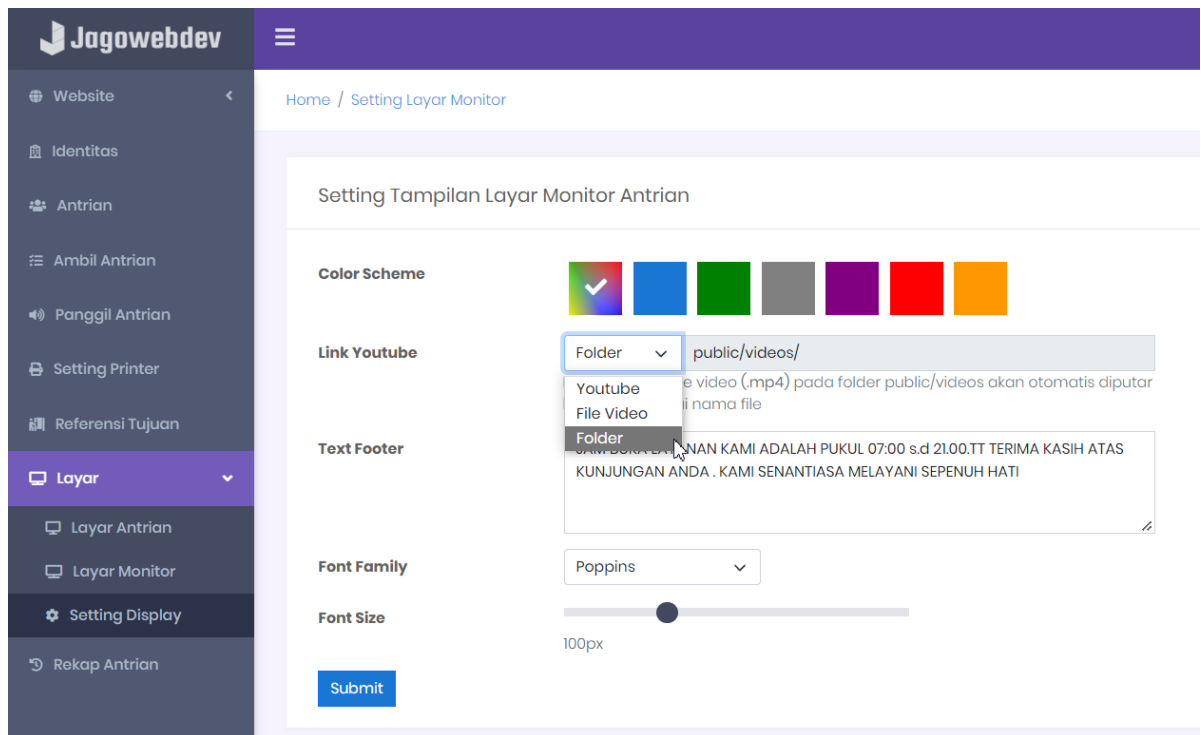 Jagowebdev
Website
Identitas
Antrian
Ambil Antrian
Panggil Antrian
Setting Printer
Referensi Tujuan
Layar
Layar Antrian
Layar Monitor
Setting Display
Rekap Antrian
Home / Setting Layar Monitor
Setting Tampilan Layar Monitor Antrian
Color Scheme
Link Youtube
Folder
public/videos/
Youtube
File Video
Folder
video (.mp4) pada folder public/videos akan otomatis diputar
nama file
Text Footer
KAMI ADALAH PUKUL 07:00 s.d 21.00.TT TERIMA KASIH ATAS
KUNJUNGAN ANDA . KAMI SENANTIASA MELAYANI SEPENUH HATI
Font Family
Poppins
Font Size
100px
Submit